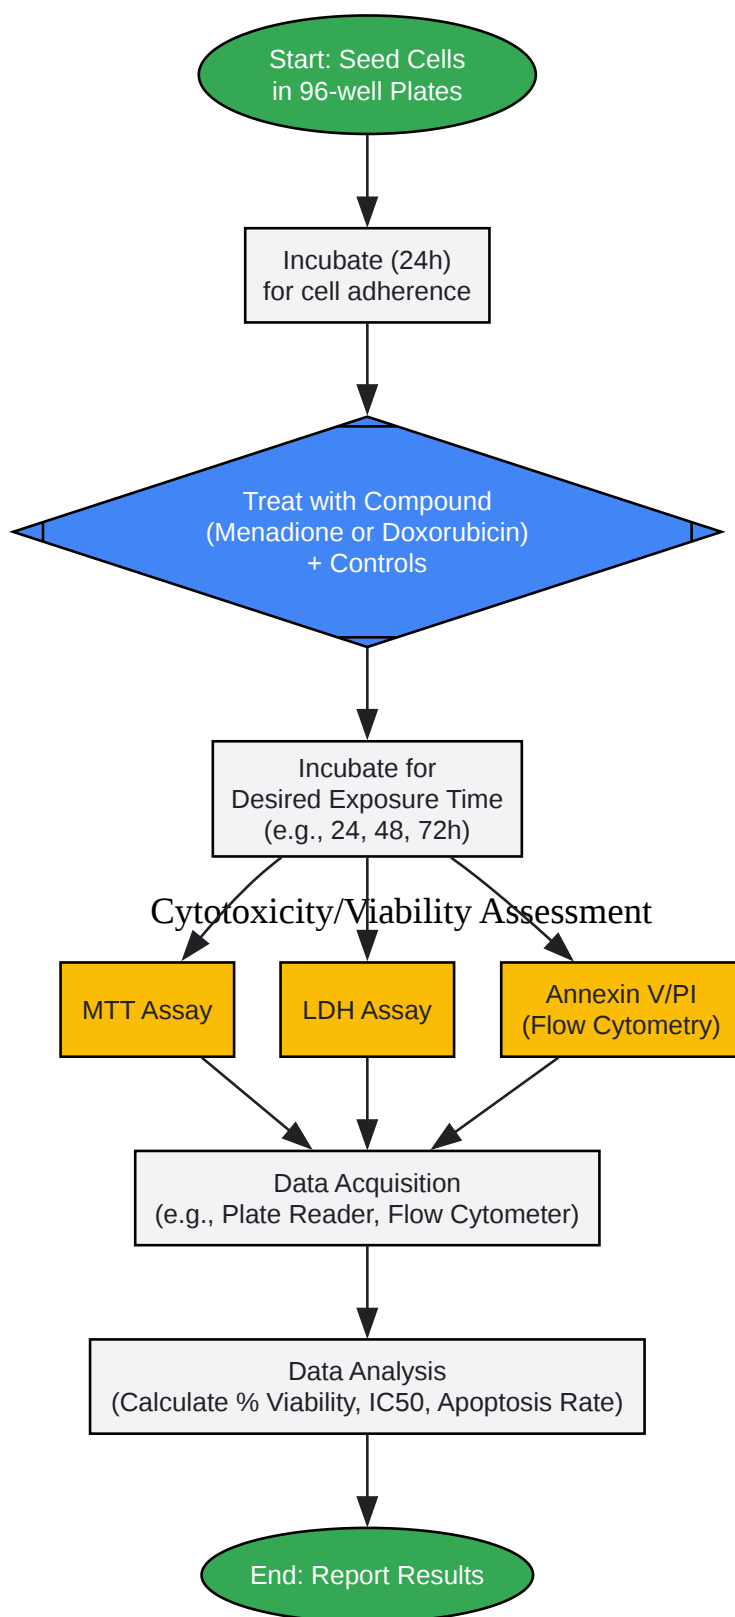 Start: Seed Cells
in 96-well Plates
Incubate (24h)
for cell adherence
Treat with Compound
(Menadione or Doxorubicin)
+ Controls
Incubate for
Desired Exposure Time
(e.g., 24, 48, 72h)
Cytotoxicity/Viability Assessment
MTT Assay
LDH Assay
Annexin V/PI
(Flow Cytometry)
Data Acquisition
(e.g., Plate Reader, Flow Cytometer)
Data Analysis
(Calculate % Viability, IC50, Apoptosis Rate)
End: Report Results